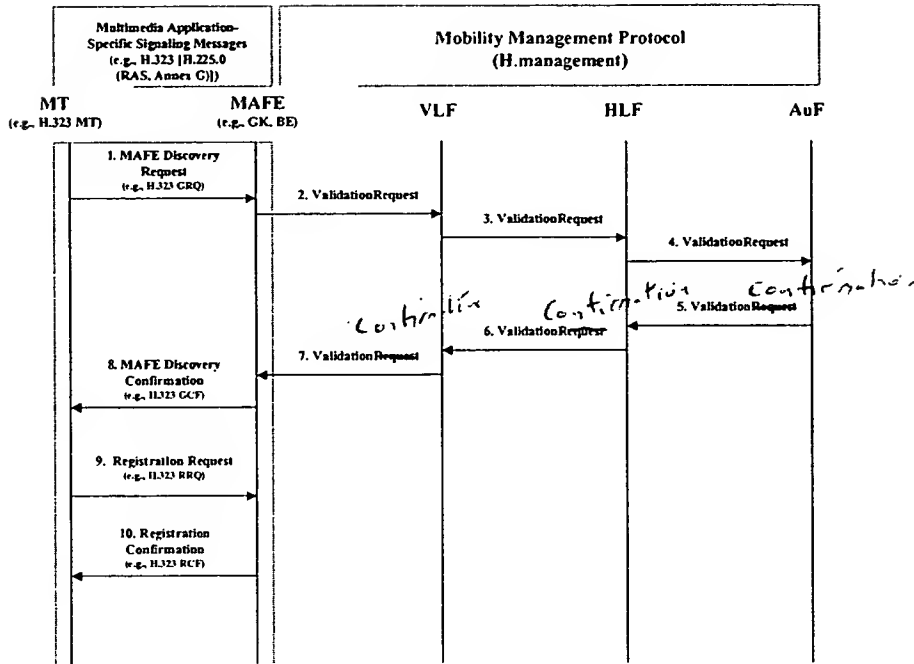 Multimedia Application-
Specific Signaling Messages
(e.g., H.323 [H.225.0
(RAS, Annex G)])
Mobility Management Protocol
(H.management)
MT
(e.g., H.323 MT)
MAFE
(e.g., GK, BE)
VLF
HLF
AuF
1. MAFE Discovery
Request
(e.g., H.323 GRQ)
2. ValidationRequest
3. ValidationRequest
4. ValidationRequest
Confirmation
5. ValidationRequest
Confirmation
6. ValidationRequest
Confirmation
7. ValidationRequest
8. MAFE Discovery
Confirmation
(e.g., H.323 GCF)
9. Registration Request
(e.g., H.323 RRQ)
10. Registration
Confirmation
(e.g., H.323 RCF)